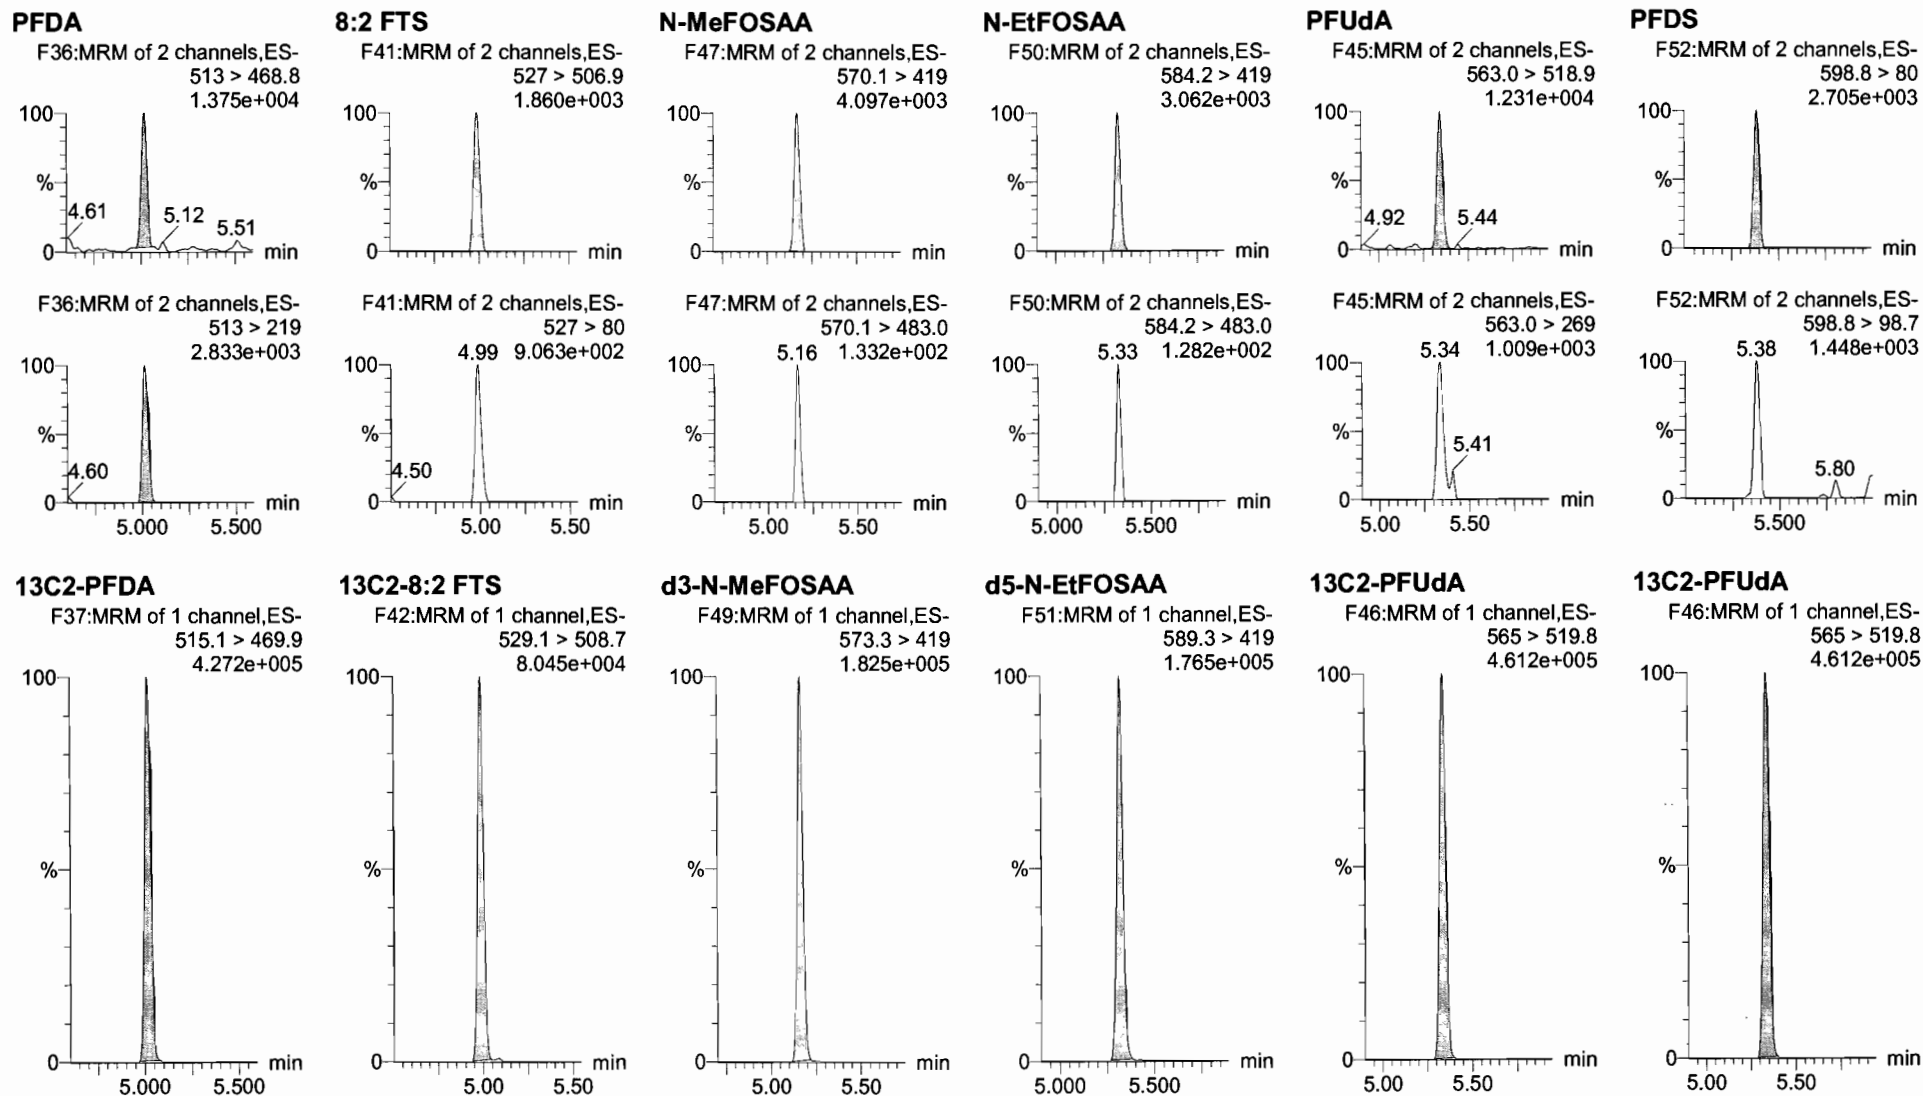 PFDA
F36:MRM of 2 channels,ES-
513 > 468.8
1.375e+004
100
%
4.61
5.12
5.51
0
min
8:2 FTS
F41:MRM of 2 channels,ES-
527 > 506.9
1.860e+003
100
%
0
min
N-MeFOSAA
F47:MRM of 2 channels,ES-
570.1 > 419
4.097e+003
100
%
0
min
N-EtFOSAA
F50:MRM of 2 channels,ES-
584.2 > 419
3.062e+003
100
%
0
min
PFUdA
F45:MRM of 2 channels,ES-
563.0 > 518.9
1.231e+004
100
%
4.92
5.44
0
min
PFDS
F52:MRM of 2 channels,ES-
598.8 > 80
2.705e+003
100
%
0
min
F36:MRM of 2 channels,ES-
513 > 219
2.833e+003
100
%
4.60
0
min
5.000 5.500
F41:MRM of 2 channels,ES-
527 > 80
4.99 9.063e+002
100
%
4.50
0
min
5.00 5.50
F47:MRM of 2 channels,ES-
570.1 > 483.0
5.16 1.332e+002
100
%
0
min
5.00 5.50
F50:MRM of 2 channels,ES-
584.2 > 483.0
5.33 1.282e+002
100
%
0
min
5.000 5.500
F45:MRM of 2 channels,ES-
563.0 > 269
5.34 1.009e+003
100
%
5.41
0
min
5.00 5.50
F52:MRM of 2 channels,ES-
598.8 > 98.7
5.38 1.448e+003
100
%
5.80
0
min
5.500
13C2-PFDA
F37:MRM of 1 channel,ES-
515.1 > 469.9
4.272e+005
100
%
0
min
5.000 5.500
13C2-8:2 FTS
F42:MRM of 1 channel,ES-
529.1 > 508.7
8.045e+004
100
%
0
min
5.00 5.50
d3-N-MeFOSAA
F49:MRM of 1 channel,ES-
573.3 > 419
1.825e+005
100
%
0
min
5.00 5.50
d5-N-EtFOSAA
F51:MRM of 1 channel,ES-
589.3 > 419
1.765e+005
100
%
0
min
5.000 5.500
13C2-PFUdA
F46:MRM of 1 channel,ES-
565 > 519.8
4.612e+005
100
%
0
min
5.00 5.50
13C2-PFUdA
F46:MRM of 1 channel,ES-
565 > 519.8
4.612e+005
100
%
0
min
5.00 5.50